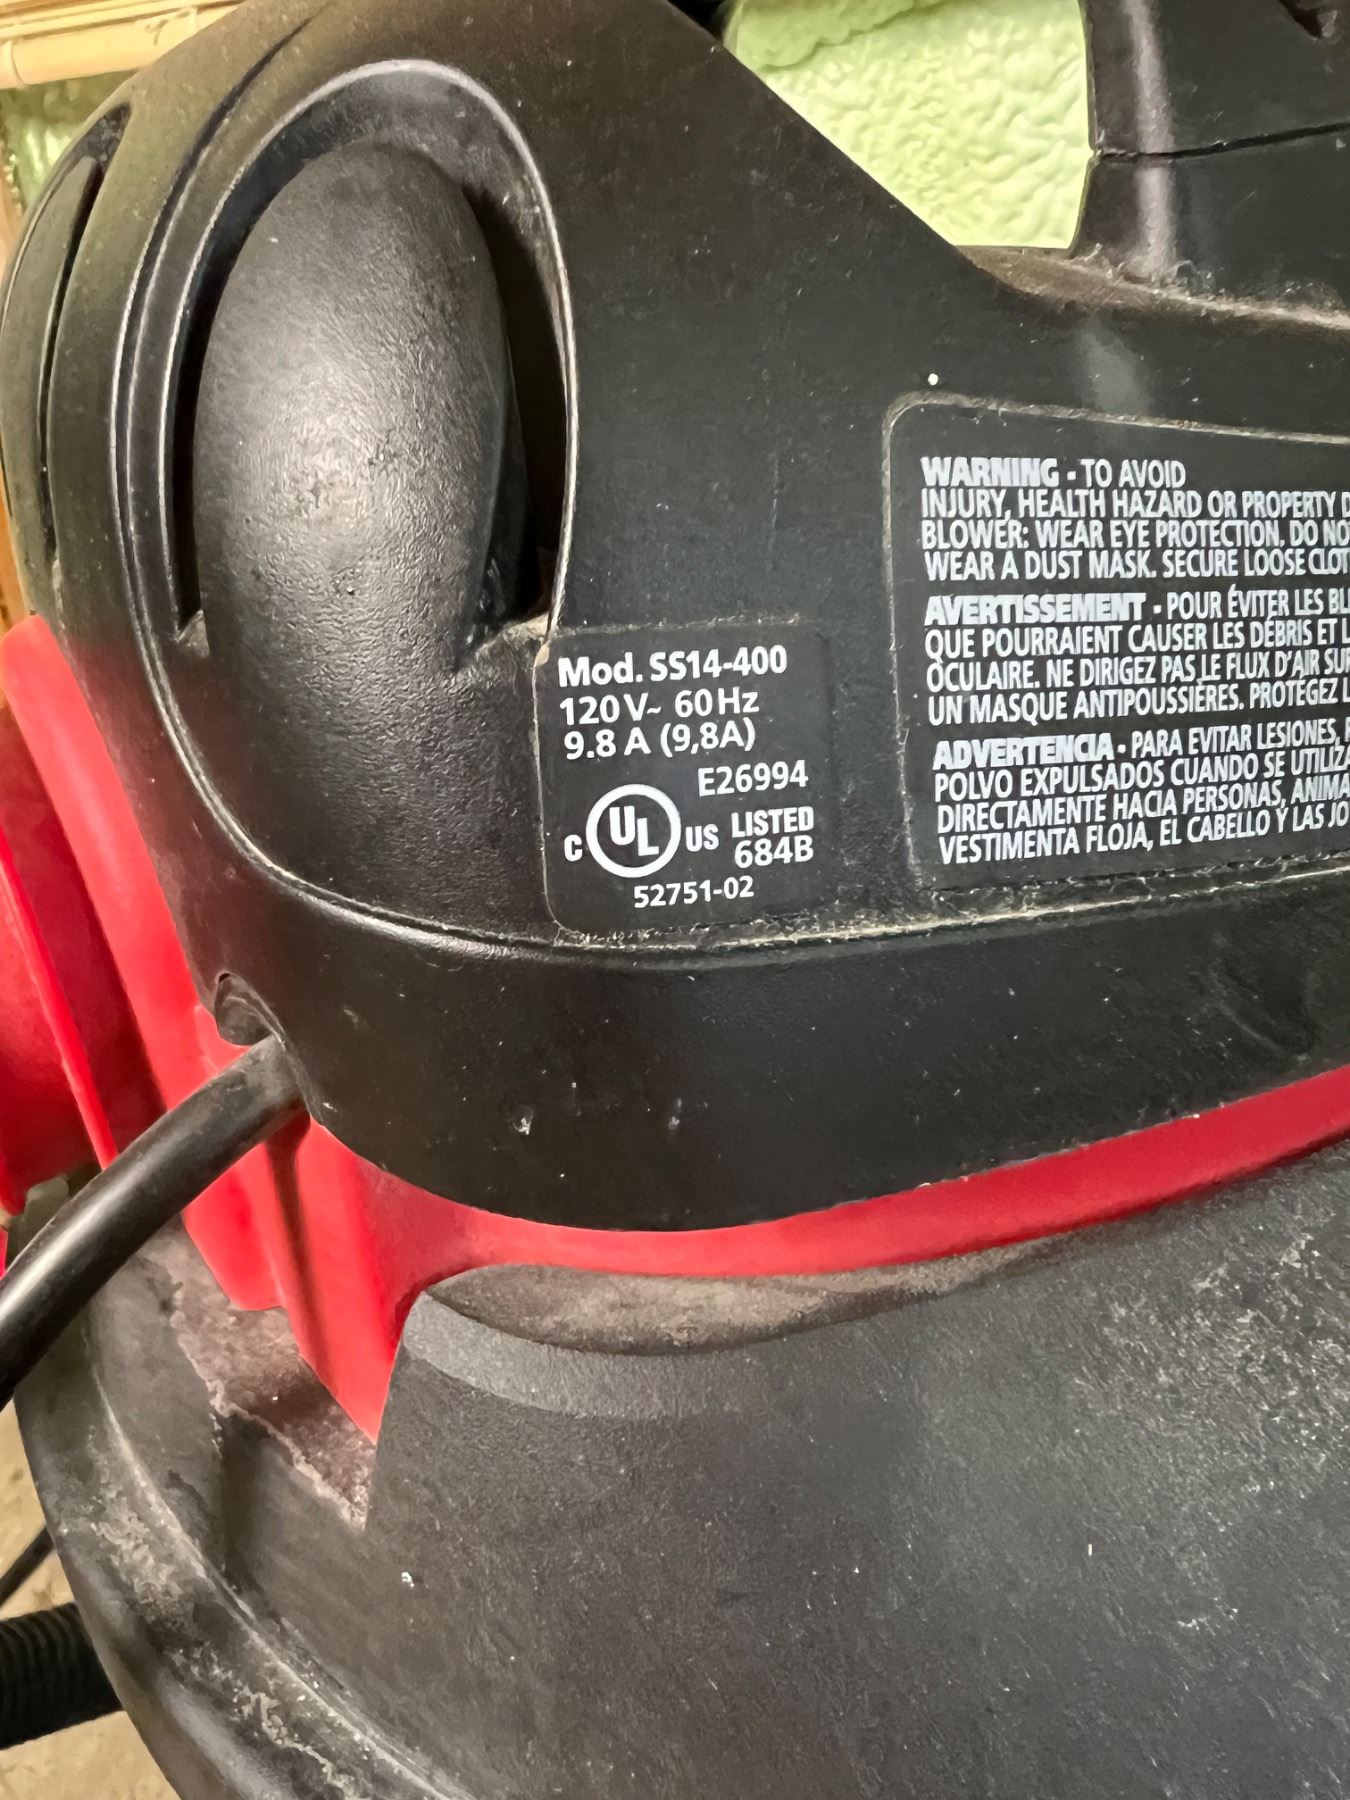 Mod. SS14-400
120 V~ 60 Hz
9.8 A (9,8A)
E26994
C UL US LISTED
684B
52751-02
WARNING - TO AVOID
INJURY, HEALTH HAZARD OR PROPERTY
BLOWER: WEAR EYE PROTECTION. DO
WEAR A DUST MASK. SECURE LOOSE
AVERTISSEMENT - POUR ÉVITER LES
QUE POURRAIENT CAUSER LES DÉBRIS ET
OCULAIRE. NE DIRIGEZ PAS LE FLUX D'AIR
UN MASQUE ANTIPOUSSIÈRES. PROTÉGEZ
ADVERTENCIA - PARA EVITAR LESIONES,
POLVO EXPULSADOS CUANDO SE
DIRECTAMENTE HACIA PERSONAS,
VESTIMENTA FLOJA, EL CABELLO Y LAS